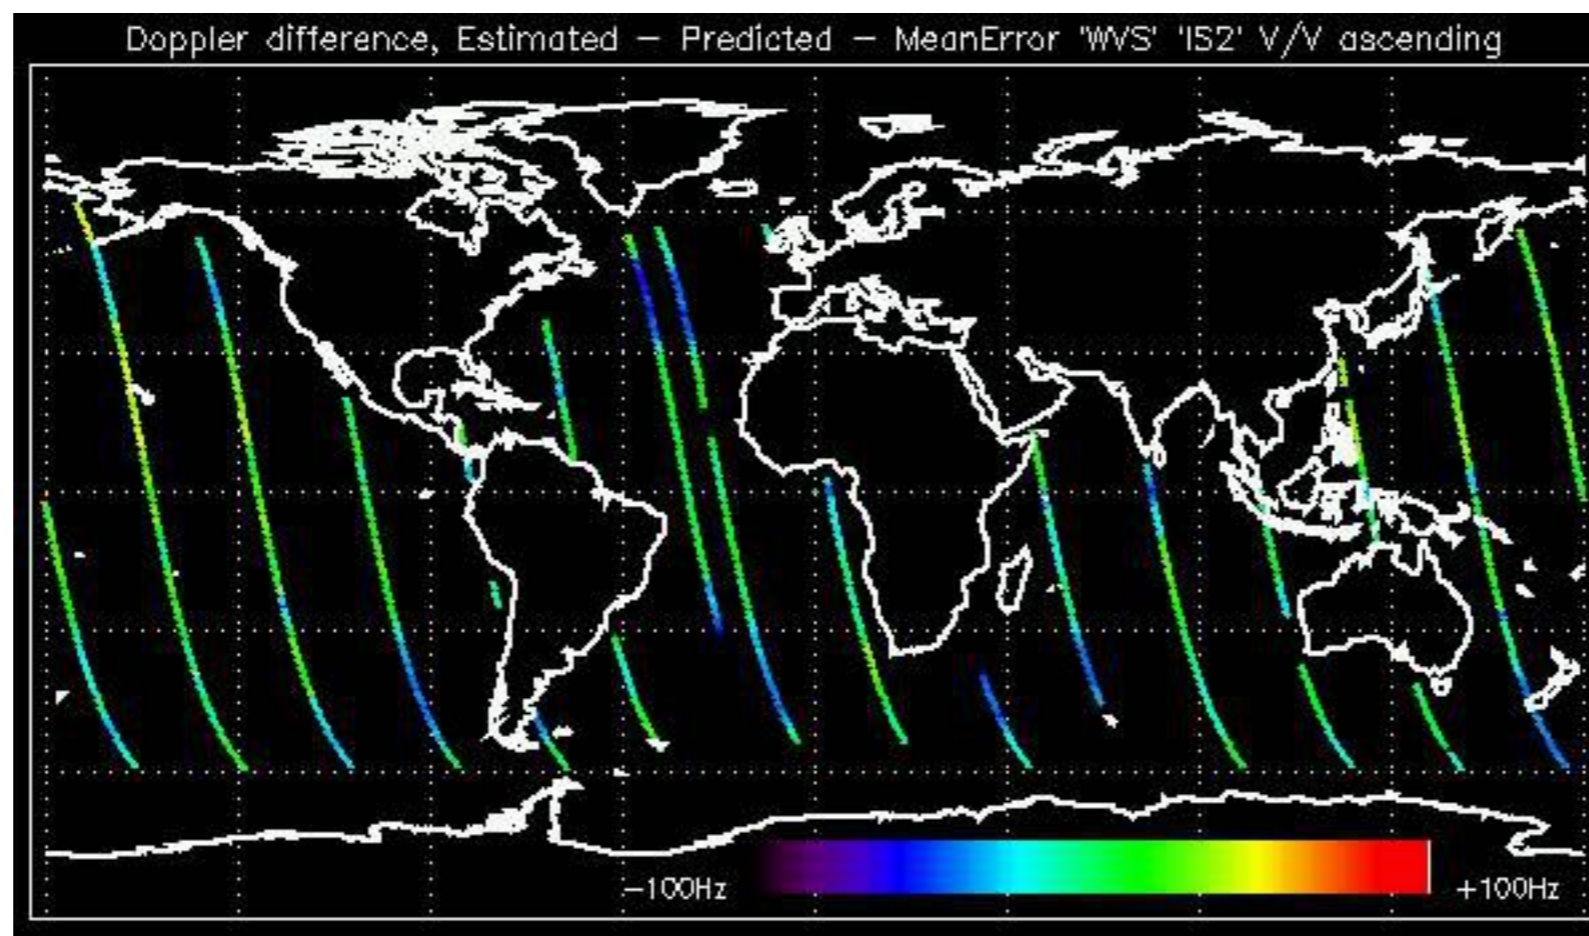 Doppler difference, Estimated – Predicted – MeanError 'WVS' 'IS2' V/V ascending
–100Hz
+100Hz